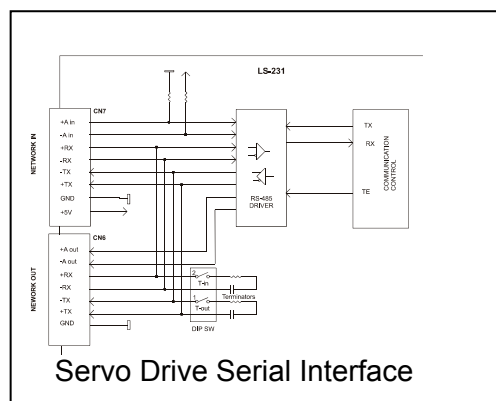 LS-231
CN7
NETWORK IN
+A in
-A in
+RX
-RX
-TX
+TX
GND
+5V
RS-485
DRIVER
TX
RX
TE
COMMUNICATION
CONTROL
CN6
NEWORK OUT
+A out
-A out
+RX
-RX
-TX
+TX
GND
2
T-in
1
T-out
Terminators
DIP SW
Servo Drive Serial Interface